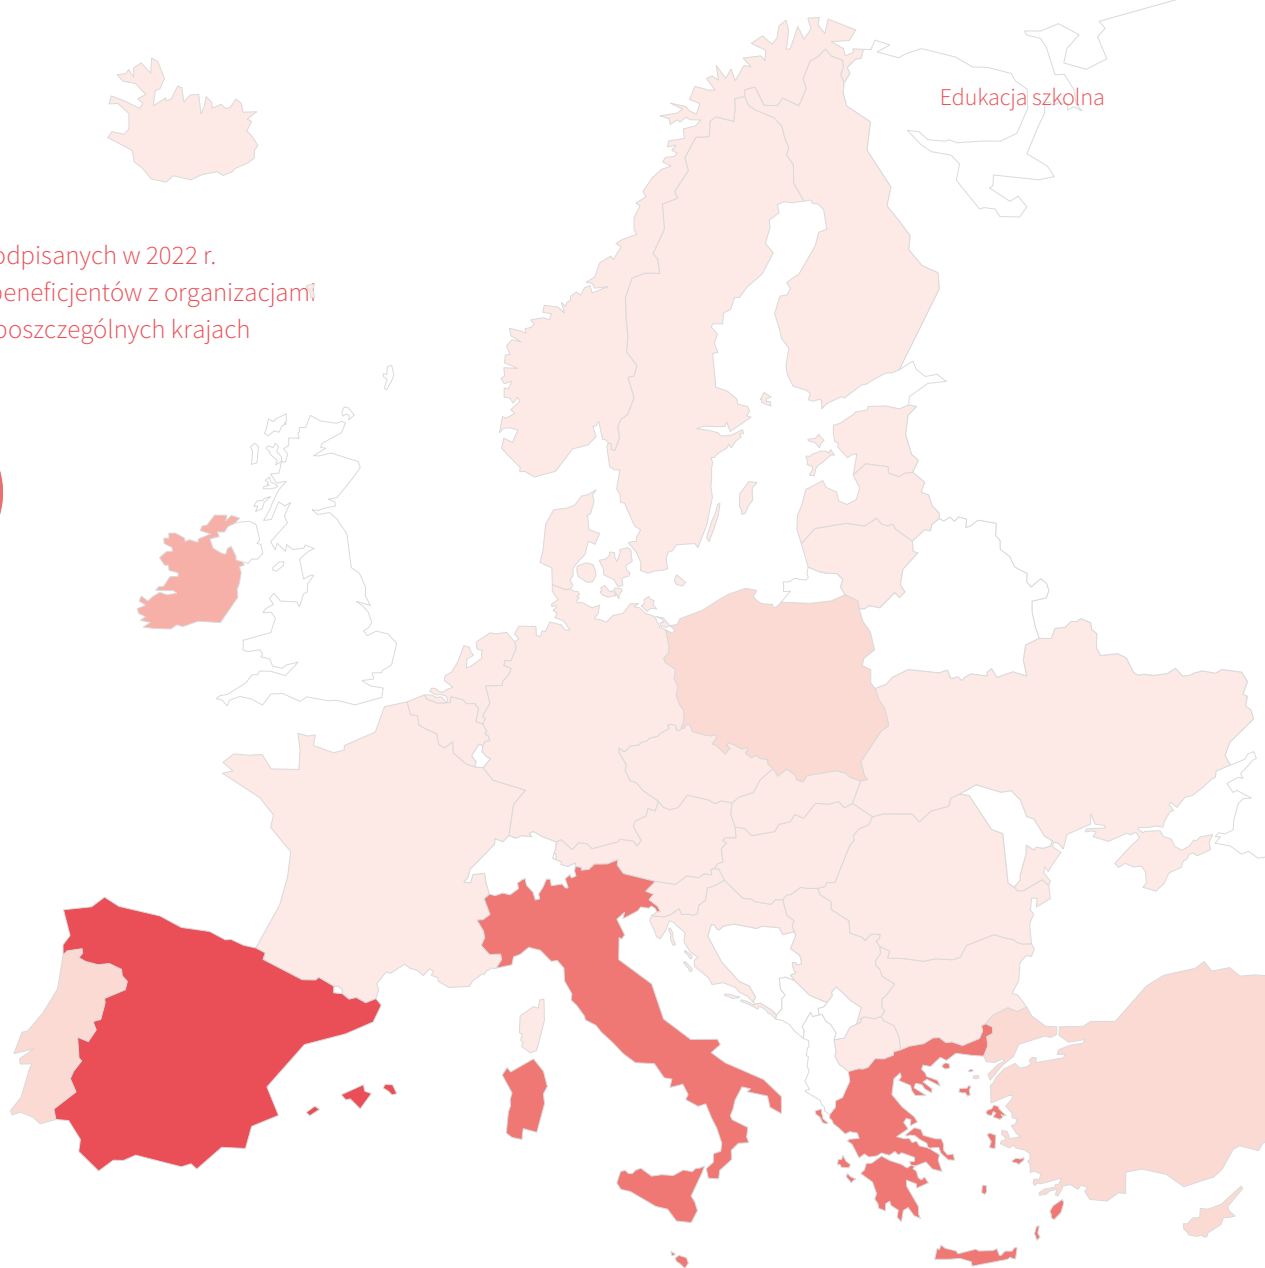 Edukacja szkolna
odpisanych w 2022 r.
beneficjentów z organizacjami
poszczególnych krajach